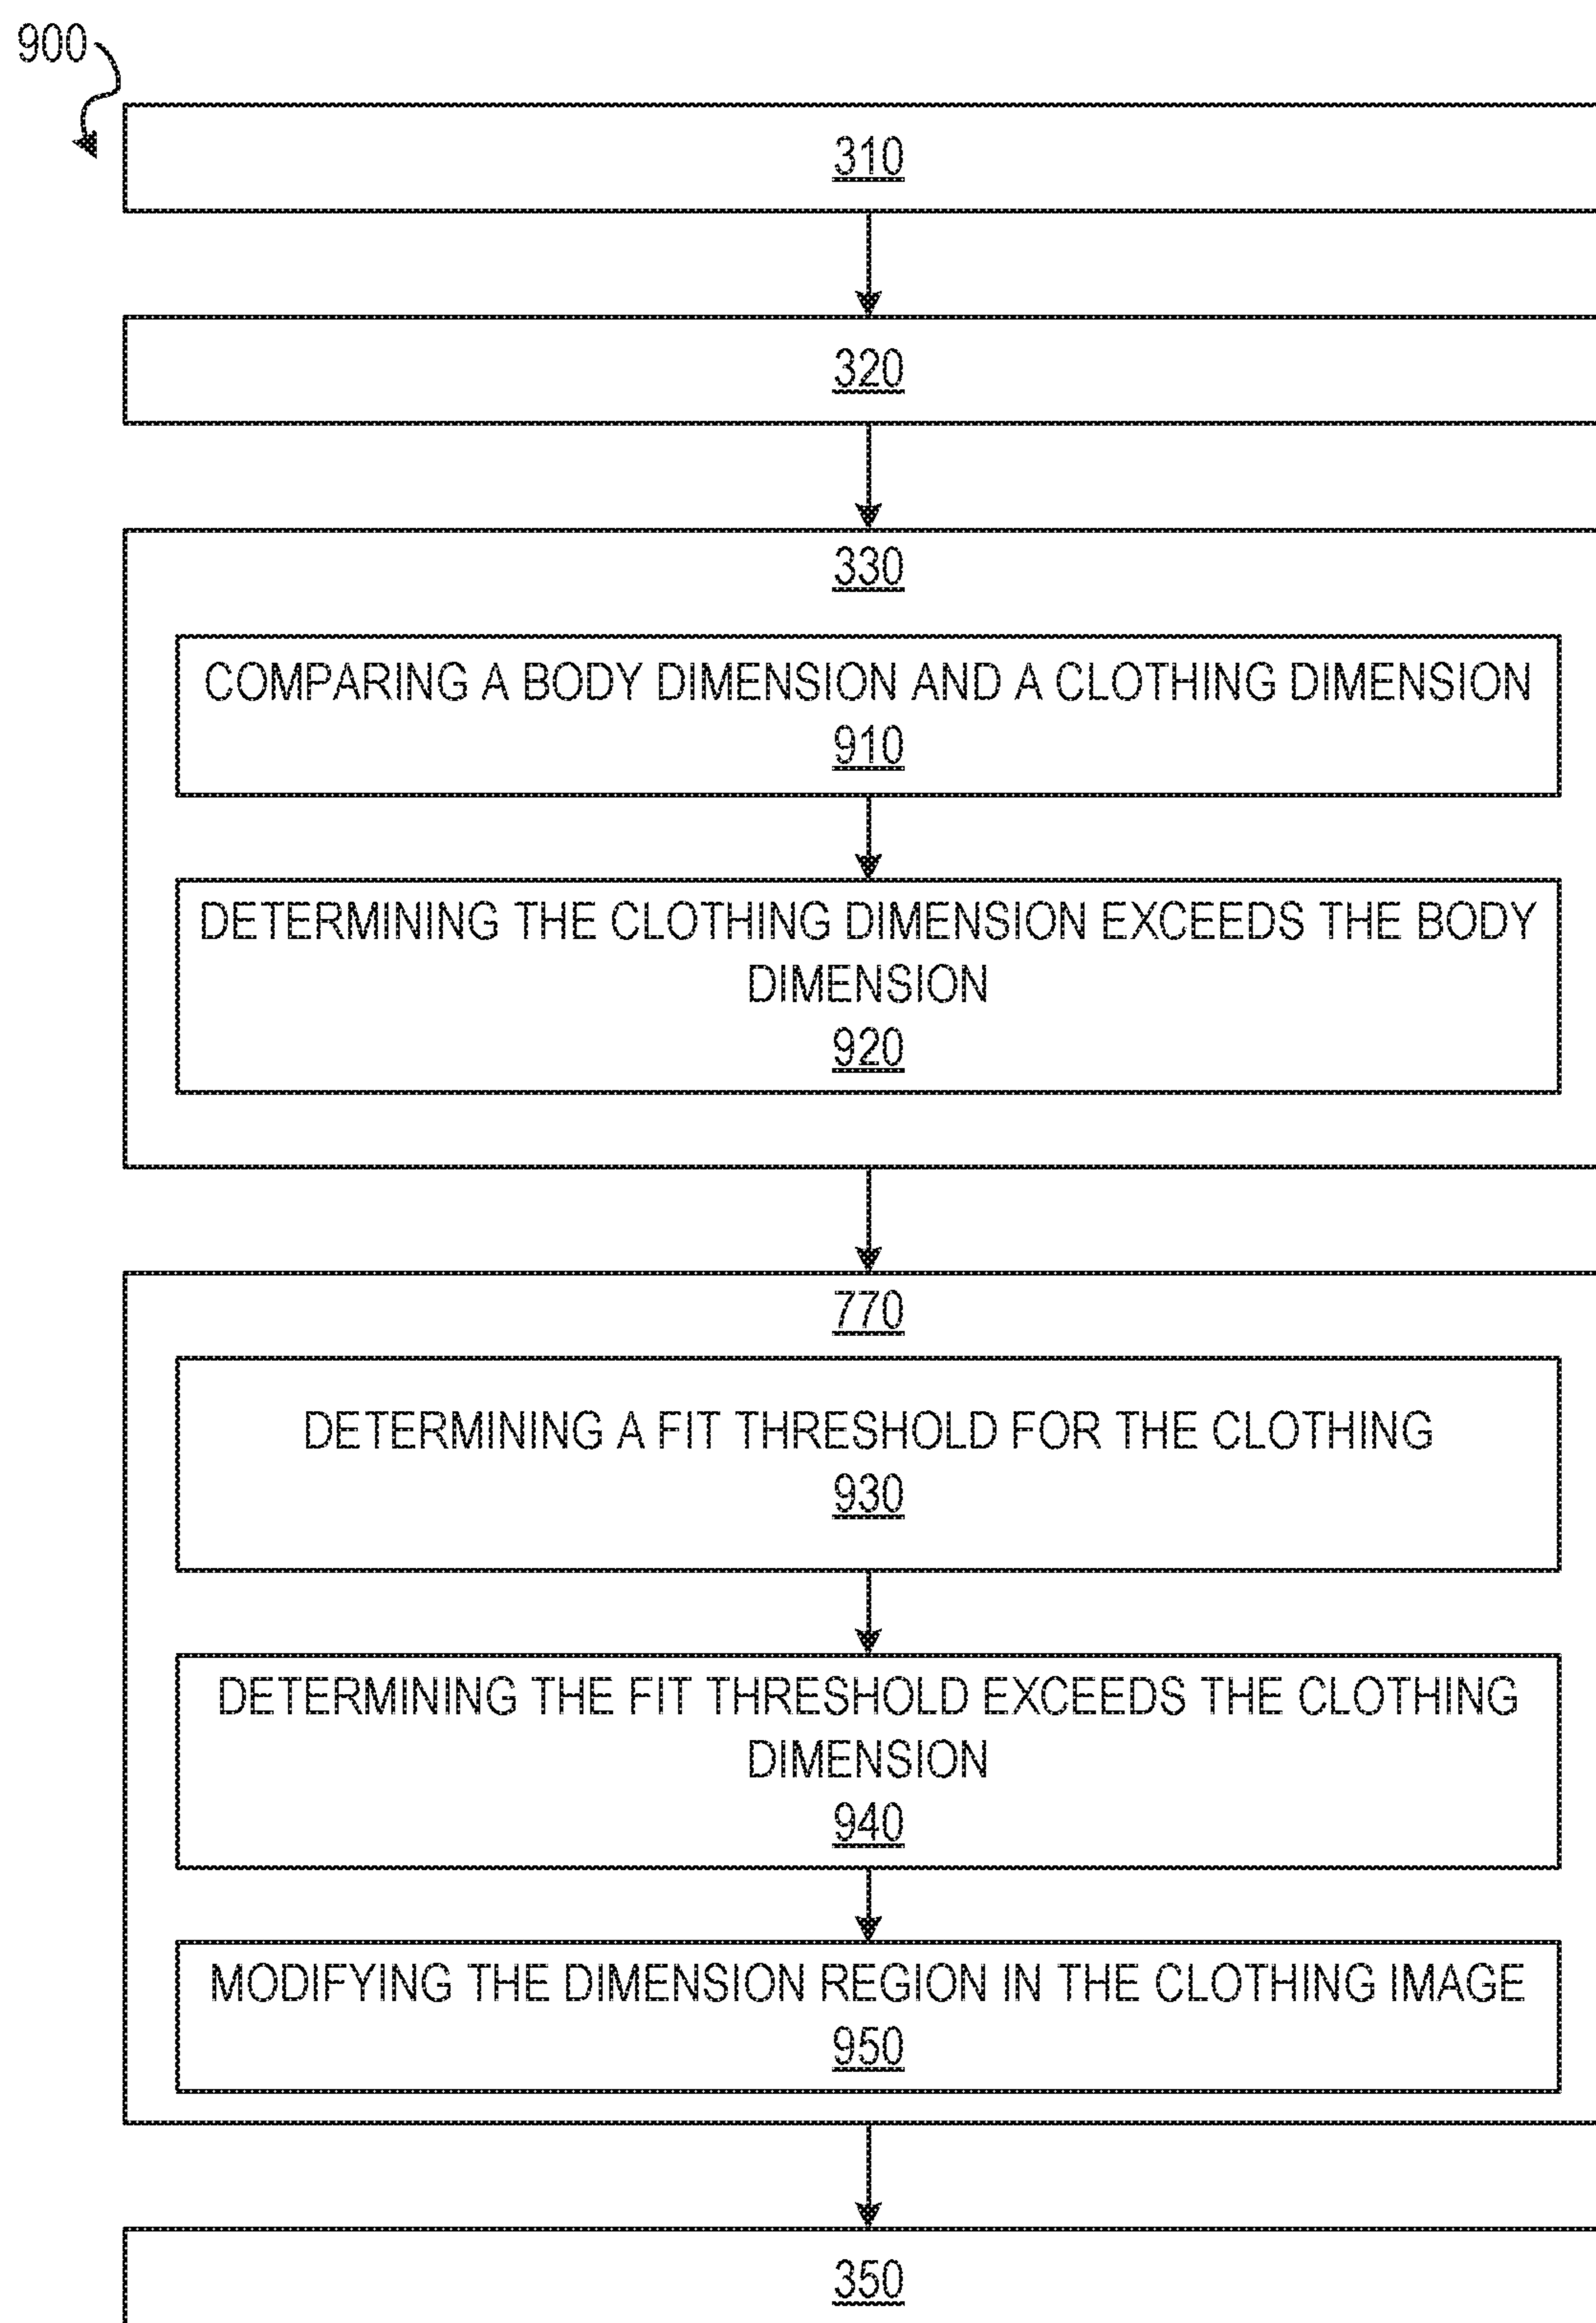 900
310
320
330
COMPARING A BODY DIMENSION AND A CLOTHING DIMENSION
910
DETERMINING THE CLOTHING DIMENSION EXCEEDS THE BODY
DIMENSION
920
770
DETERMINING A FIT THRESHOLD FOR THE CLOTHING
930
DETERMINING THE FIT THRESHOLD EXCEEDS THE CLOTHING
DIMENSION
940
MODIFYING THE DIMENSION REGION IN THE CLOTHING IMAGE
950
350